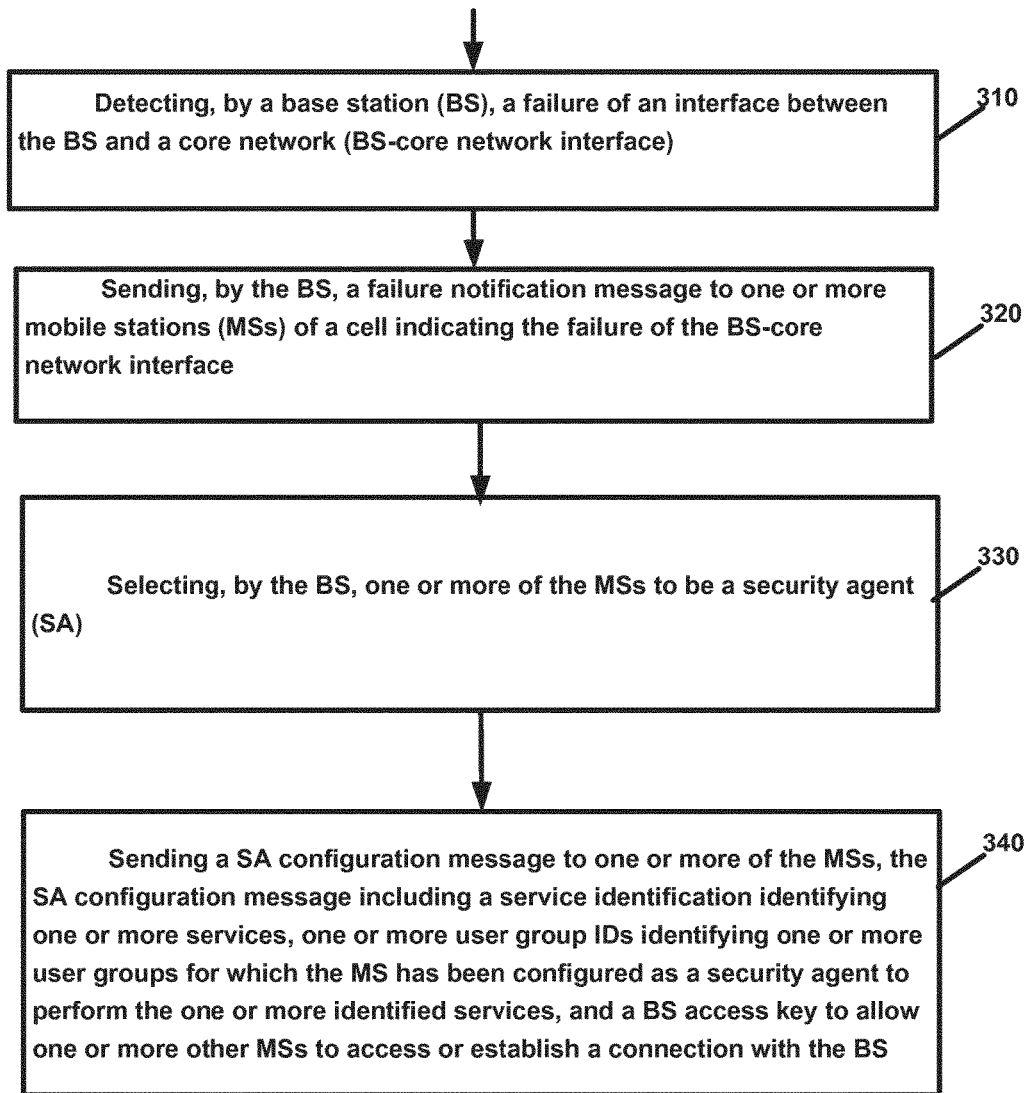 Detecting, by a base station (BS), a failure of an interface between
the BS and a core network (BS-core network interface)
310
Sending, by the BS, a failure notification message to one or more
mobile stations (MSs) of a cell indicating the failure of the BS-core
network interface
320
Selecting, by the BS, one or more of the MSs to be a security agent
(SA)
330
Sending a SA configuration message to one or more of the MSs, the
SA configuration message including a service identification identifying
one or more services, one or more user group IDs identifying one or more
user groups for which the MS has been configured as a security agent to
perform the one or more identified services, and a BS access key to allow
one or more other MSs to access or establish a connection with the BS
340